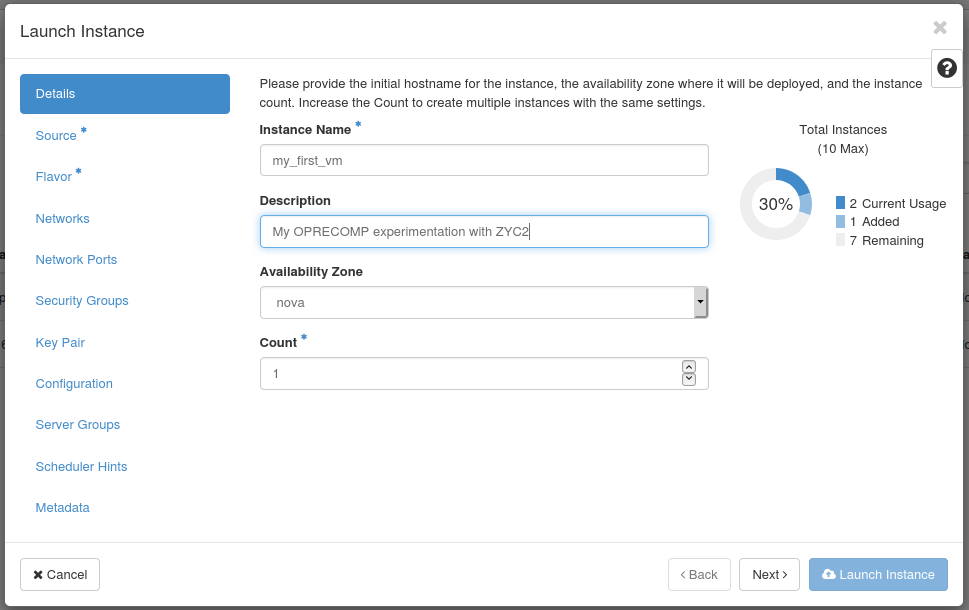 Launch Instance
Details
Source *
Flavor *
Networks
Network Ports
Security Groups
Key Pair
Configuration
Server Groups
Scheduler Hints
Metadata
Please provide the initial hostname for the instance, the availability zone where it will be deployed, and the instance
count. Increase the Count to create multiple instances with the same settings.
Instance Name *
my_first_vm
Description
My OPRECOMP experimentation with ZYC2
Availability Zone
nova
Count *
1
Total Instances
(10 Max)
30%
2 Current Usage
1 Added
7 Remaining
Cancel
Back
Next
Launch Instance